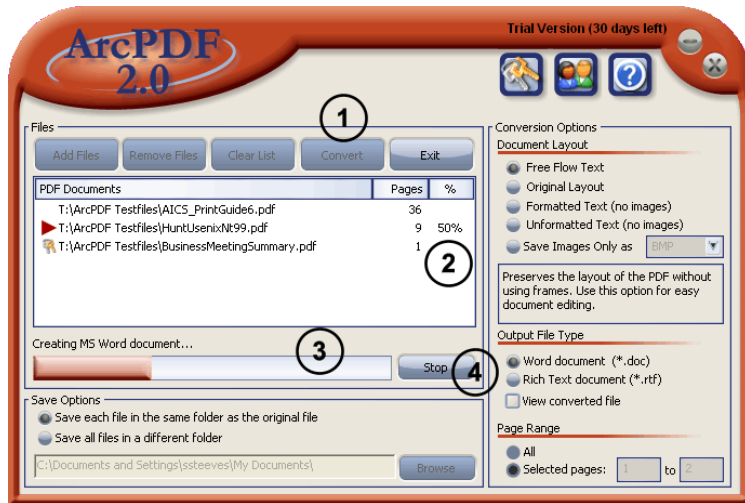 Trial Version (30 days left)
ArcPDF
2.0
1
Files
Add Files Remove Files Clear List Convert Exit
PDF Documents Pages %
T:\ArcPDF Testfiles\AICS_PrintGuide6.pdf 36
T:\ArcPDF Testfiles\HuntUsenixNt99.pdf 9 50%
T:\ArcPDF Testfiles\BusinessMeetingSummary.pdf 1
2
Creating MS Word document...
3
Stop
4
Save Options
Save each file in the same folder as the original file
Save all files in a different folder
C:\Documents and Settings\ssteeves\My Documents\ Browse
Conversion Options
Document Layout
Free Flow Text
Original Layout
Formatted Text (no images)
Unformatted Text (no images)
Save Images Only as BMP
Preserves the layout of the PDF without
using frames. Use this option for easy
document editing.
Output File Type
Word document (*.doc)
Rich Text document (*.rtf)
View converted file
Page Range
All
Selected pages: 1 to 2